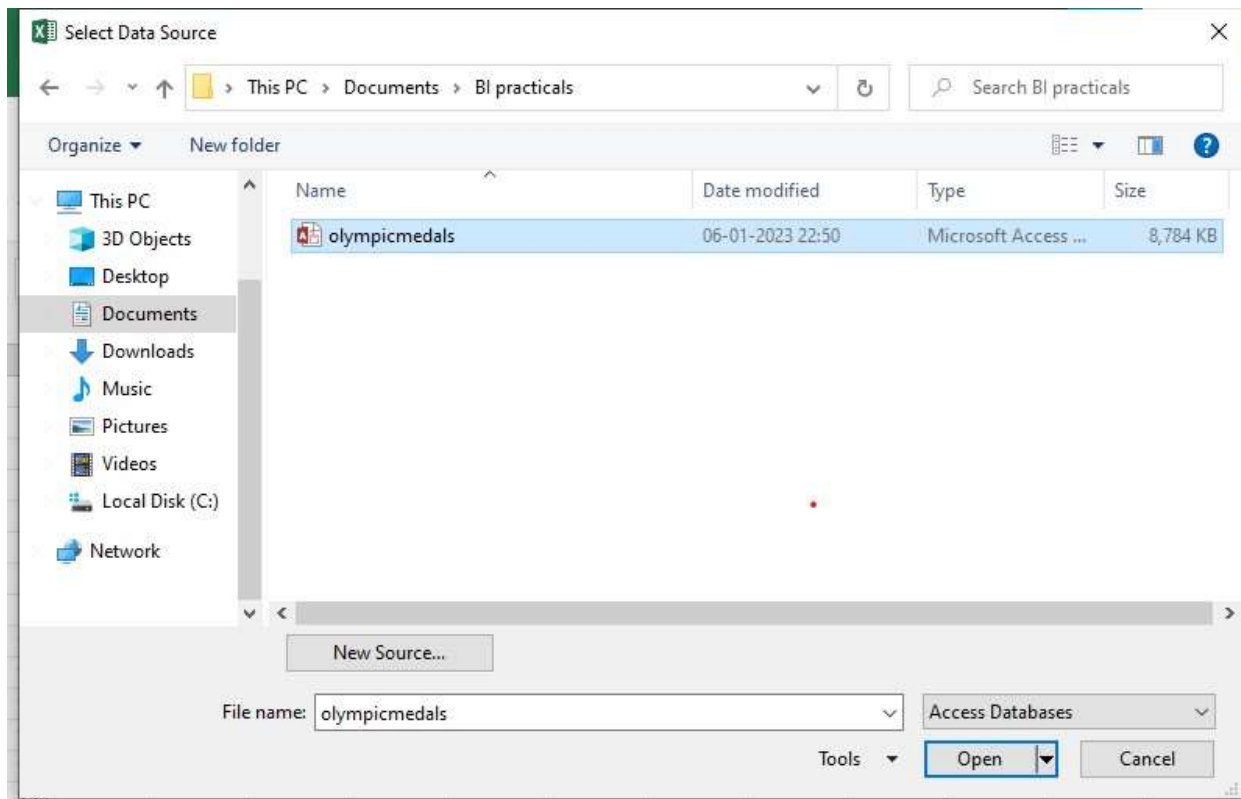 Select Data Source
This PC > Documents > BI practicals
Search BI practicals
Organize
New folder
Name
Date modified
Type
Size
olympicmedals
06-01-2023 22:50
Microsoft Access ...
8,784 KB
This PC
3D Objects
Desktop
Documents
Downloads
Music
Pictures
Videos
Local Disk (C:)
Network
New Source...
File name: olympicmedals
Access Databases
Tools
Open
Cancel